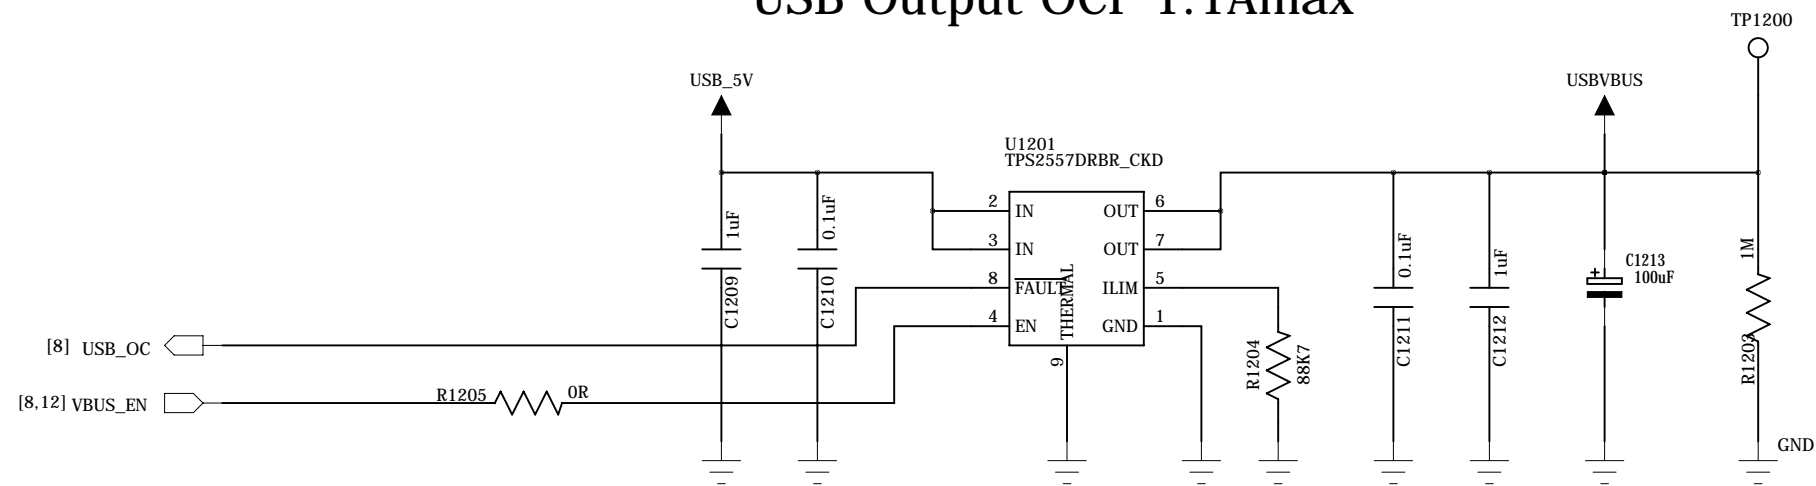 USB Output OCP 1.1Amax
TP1200
USB_5V
USBVBUS
U1201
TPS2557DRBR_CKD
2 IN OUT 6
3 IN OUT 7
8 FAULT ILIM 5
4 EN GND 1
THERMAL
9
1uF
C1209
0.1uF
C1210
0.1uF
C1211
1uF
C1212
C1213
100uF
1M
R1203
R1204
88K7
[8] USB_OC
[8,12] VBUS_EN
R1205 0R
GND